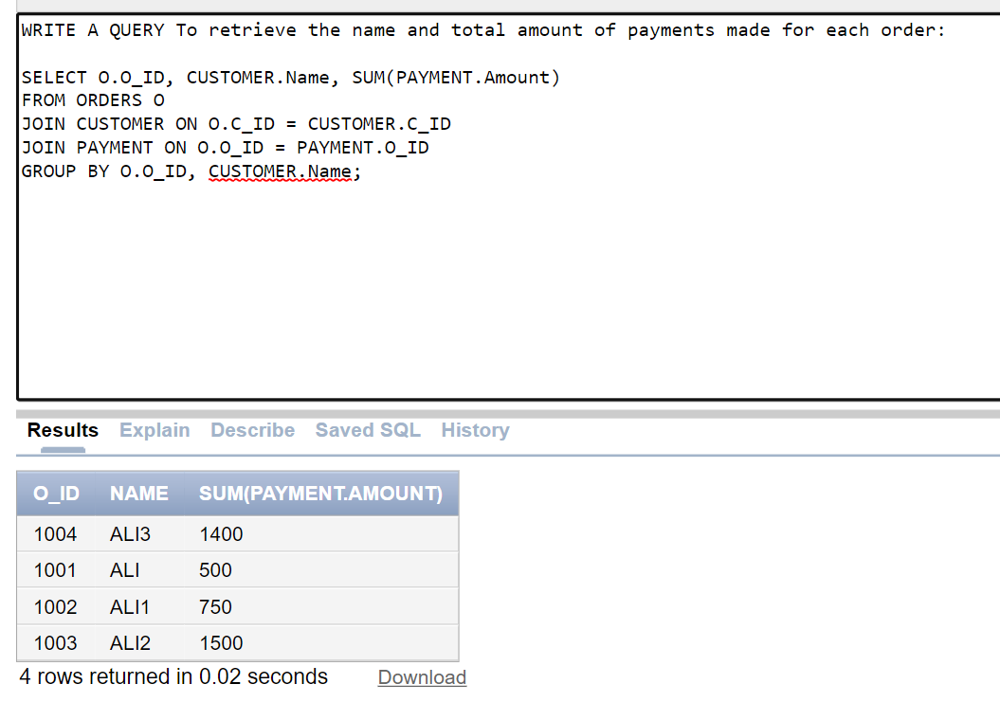 WRITE A QUERY To retrieve the name and total amount of payments made for each order:
SELECT O.O_ID, CUSTOMER.Name, SUM(PAYMENT.Amount)
FROM ORDERS O
JOIN CUSTOMER ON O.C_ID = CUSTOMER.C_ID
JOIN PAYMENT ON O.O_ID = PAYMENT.O_ID
GROUP BY O.O_ID, CUSTOMER.Name;
Results Explain Describe Saved SQL History
O_ID NAME SUM(PAYMENT.AMOUNT)
1004 ALI3 1400
1001 ALI 500
1002 ALI1 750
1003 ALI2 1500
4 rows returned in 0.02 seconds Download